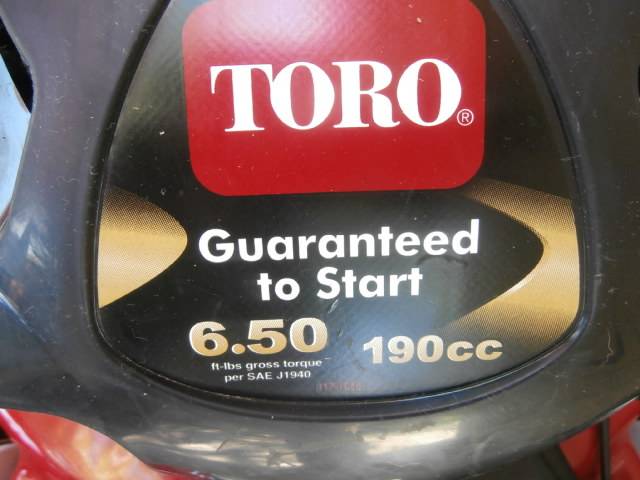 TORO®
Guaranteed
to Start
6.50 190cc
ft-lbs gross torque
per SAE J1940